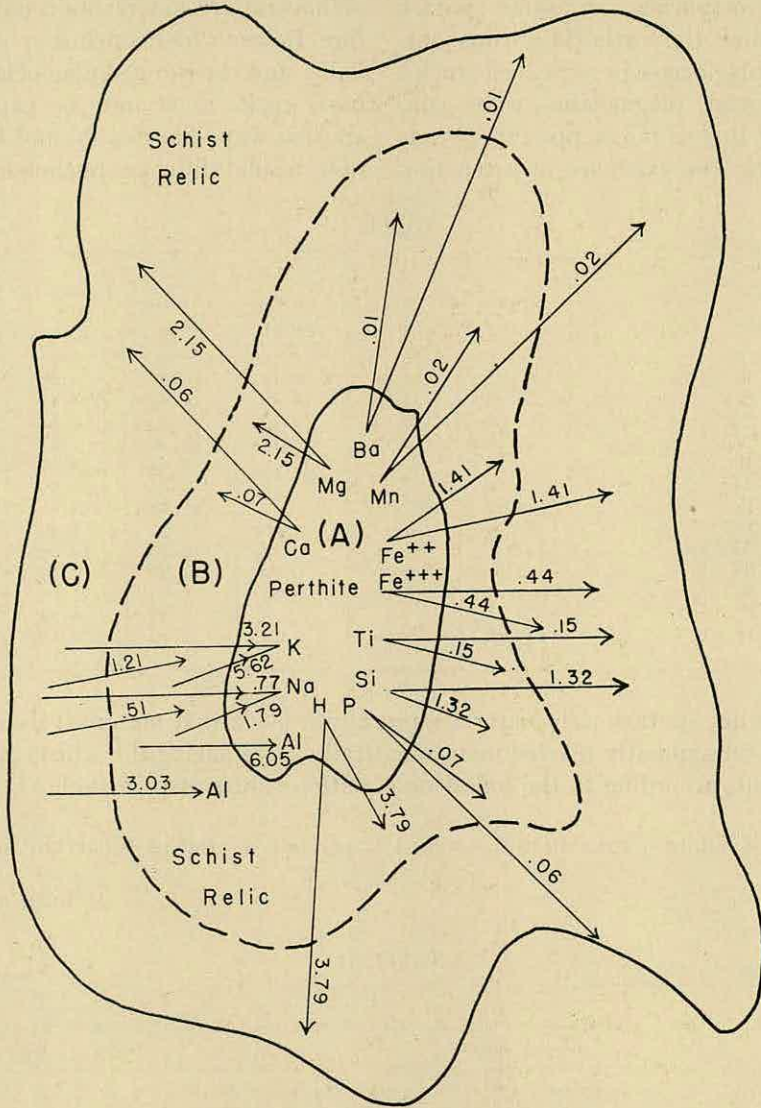 .01
Schist
Relic
.01
.02
.02
2.15
.06
2.15
.07
Ba
Mg
Mn
1.41
1.41
Ca
(A)
Fe++
Fe+++
(C)
(B)
Perthite
.44
.44
3.21
K
Ti
.15
.15
1.21
5.62
Si
.77
Na
1.32
1.32
.51
1.79
H
P
Al
6.05
.07
3.03
Al
3.79
.06
Schist
Relic
3.79